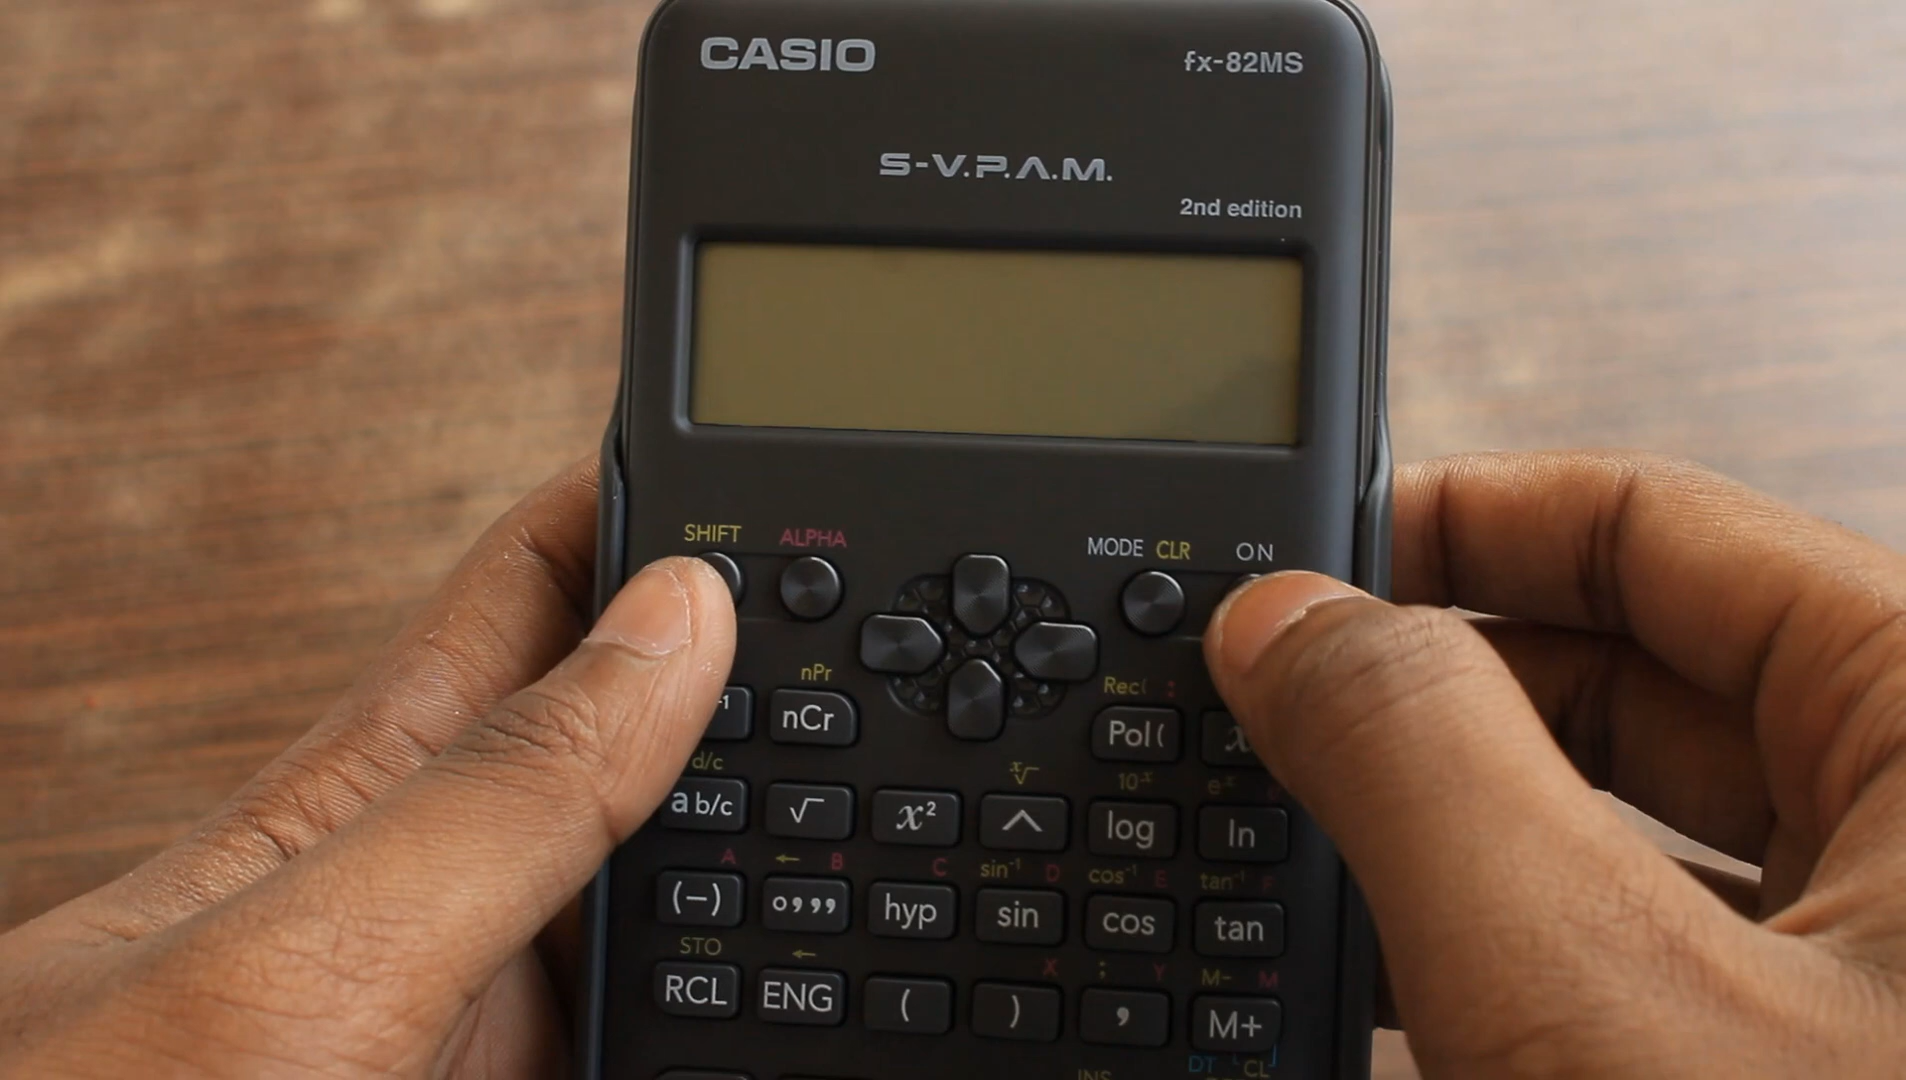 CASIO
fx-82MS
S-V.P.A.M.
2nd edition
SHIFT ALPHA MODE CLR ON
nPr Rec( :
-1 nCr Pol(
d/c ˣ√ 10ˣ eˣ
a b/c √ x² ^ log ln
A ← B C sin⁻¹ D cos⁻¹ E tan⁻¹ F
(−) o,,, hyp sin cos tan
STO ← X ; Y M- M
RCL ENG ( ) , M+
DT CL
INS